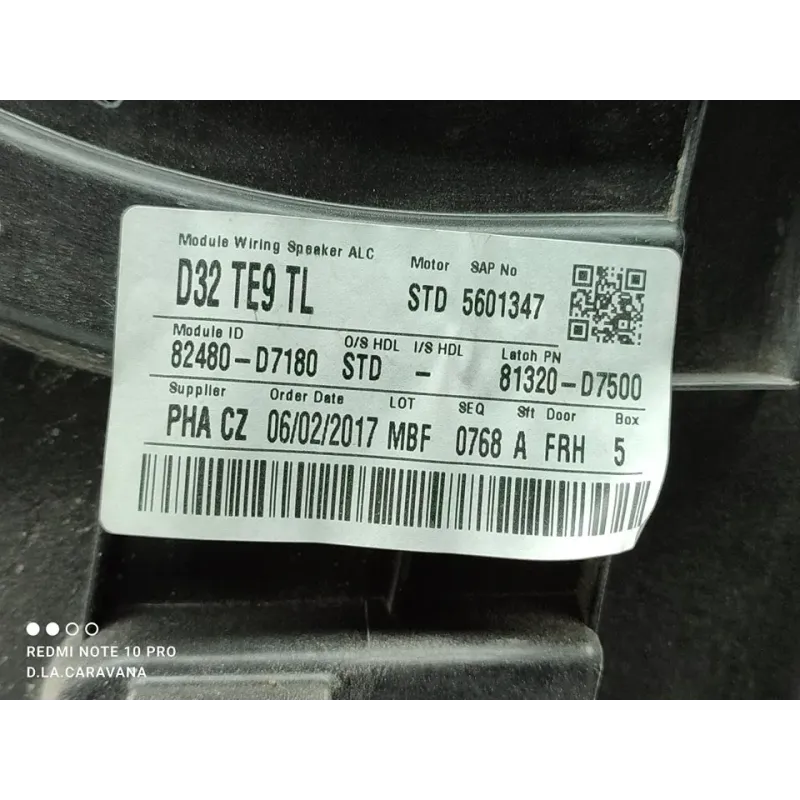 Module Wiring Speaker ALC Motor SAP No
D32 TE9 TL STD 5601347
Module ID O/S HDL I/S HDL Latch PN
82480-D7180 STD - 81320-D7500
Supplier Order Date LOT SEQ Sft Door Box
PHA CZ 06/02/2017 MBF 0768 A FRH 5
REDMI NOTE 10 PRO
D.LA.CARAVANA